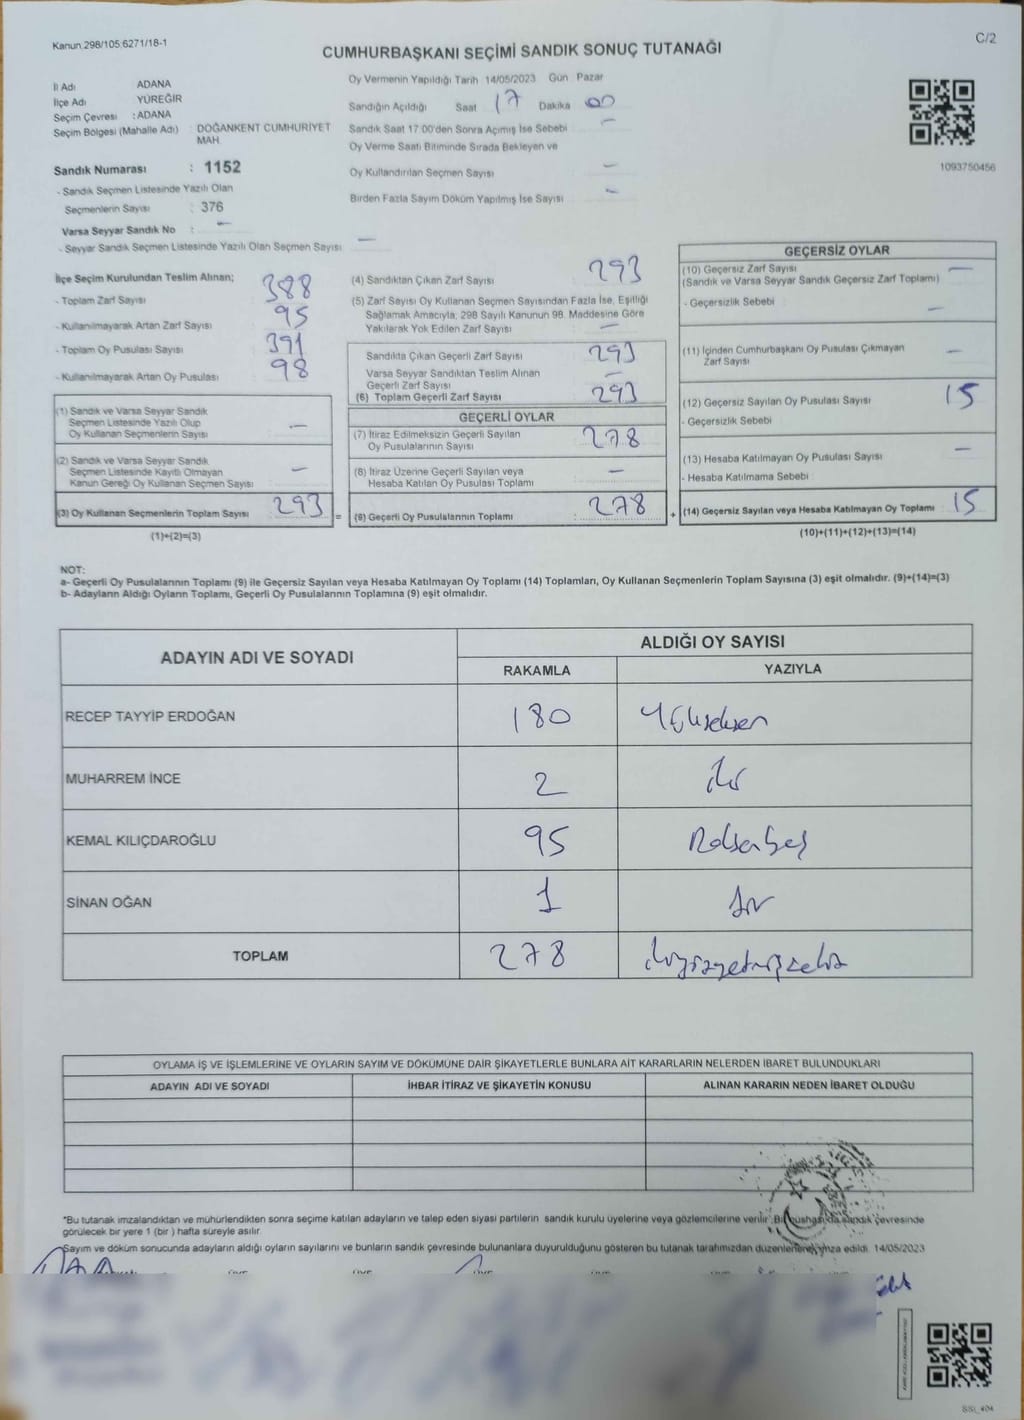 Kanun.298/105,6271/18-1
C/2
CUMHURBAŞKANI SEÇİMİ SANDIK SONUÇ TUTANAĞI
İl Adı ADANA
İlçe Adı YÜREĞİR
Seçim Çevresi : ADANA
Seçim Bölgesi (Mahalle Adı) : DOĞANKENT CUMHURİYET
MAH.
Sandık Numarası : 1152
- Sandık Seçmen Listesinde Yazılı Olan
Seçmenlerin Sayısı : 376
Varsa Seyyar Sandık No : -
- Seyyar Sandık Seçmen Listesinde Yazılı Olan Seçmen Sayısı -
Oy Vermenin Yapıldığı Tarih 14/05/2023 Gün Pazar
Sandığın Açıldığı Saat 17 Dakika 00
Sandık Saat 17:00'den Sonra Açımış İse Sebebi -
Oy Verme Saati Bitiminde Sırada Bekleyen ve
Oy Kullandırılan Seçmen Sayısı -
Birden Fazla Sayım Döküm Yapılmış İse Sayısı -
1093750456
İlçe Seçim Kurulundan Teslim Alınan;
- Toplam Zarf Sayısı 388
- Kullanılmayarak Artan Zarf Sayısı 95
- Toplam Oy Pusulası Sayısı 391
- Kullanılmayarak Artan Oy Pusulası 98
(1) Sandık ve Varsa Seyyar Sandık
Seçmen Listesinde Yazılı Olup
Oy Kullanan Seçmenlerin Sayısı -
(2) Sandık ve Varsa Seyyar Sandık
Seçmen Listesinde Kayıtlı Olmayan
Kanun Gereği Oy Kullanan Seçmen Sayısı -
(3) Oy Kullanan Seçmenlerin Toplam Sayısı 293 =
(1)+(2)=(3)
(4) Sandıktan Çıkan Zarf Sayısı 293
(5) Zarf Sayısı Oy Kullanan Seçmen Sayısından Fazla İse, Eşitliği
Sağlamak Amacıyla, 298 Sayılı Kanunun 98. Maddesine Göre
Yakılarak Yok Edilen Zarf Sayısı -
Sandıkta Çıkan Geçerli Zarf Sayısı 293
Varsa Seyyar Sandıktan Teslim Alınan
Geçerli Zarf Sayısı -
(6) Toplam Geçerli Zarf Sayısı 293
GEÇERLİ OYLAR
(7) İtiraz Edilmeksizin Geçerli Sayılan
Oy Pusulalarının Sayısı 278
(8) İtiraz Üzerine Geçerli Sayılan veya
Hesaba Katılan Oy Pusulası Toplamı -
(9) Geçerli Oy Pusulalarının Toplamı : 278 +
GEÇERSİZ OYLAR
(10) Geçersiz Zarf Sayısı -
(Sandık ve Varsa Seyyar Sandık Geçersiz Zarf Toplamı)
- Geçersizlik Sebebi -
(11) İçinden Cumhurbaşkanı Oy Pusulası Çıkmayan
Zarf Sayısı -
(12) Geçersiz Sayılan Oy Pusulası Sayısı 15
- Geçersizlik Sebebi
(13) Hesaba Katılmayan Oy Pusulası Sayısı -
- Hesaba Katılmama Sebebi
(14) Geçersiz Sayılan veya Hesaba Katılmayan Oy Toplamı 15
(10)+(11)+(12)+(13)=(14)
NOT:
a- Geçerli Oy Pusulalarının Toplamı (9) ile Geçersiz Sayılan veya Hesaba Katılmayan Oy Toplamı (14) Toplamları, Oy Kullanan Seçmenlerin Toplam Sayısına (3) eşit olmalıdır. (9)+(14)=(3)
b- Adayların Aldığı Oyların Toplamı, Geçerli Oy Pusulalarının Toplamına (9) eşit olmalıdır.
ADAYIN ADI VE SOYADI
ALDIĞI OY SAYISI
RAKAMLA YAZIYLA
RECEP TAYYİP ERDOĞAN 180 Yüzseksen
MUHARREM İNCE 2 iki
KEMAL KILIÇDAROĞLU 95 Doksanbeş
SİNAN OĞAN 1 bir
TOPLAM 278 ikiyüzyetmişsekiz
OYLAMA İŞ VE İŞLEMLERİNE VE OYLARIN SAYIM VE DÖKÜMÜNE DAİR ŞİKAYETLERLE BUNLARA AİT KARARLARIN NELERDEN İBARET BULUNDUKLARI
ADAYIN ADI VE SOYADI İHBAR İTİRAZ VE ŞİKAYETİN KONUSU ALINAN KARARIN NEDEN İBARET OLDUĞU
*Bu tutanak imzalandıktan ve mühürlendikten sonra seçime katılan adayların ve talep eden siyasi partilerin sandık kurulu üyelerine veya gözlemcilerine verilir. Bir nüshası da sandık çevresinde
görülecek bir yere 1 (bir) hafta süreyle asılır.
Sayım ve döküm sonucunda adayların aldığı oyların sayılarını ve bunların sandık çevresinde bulunanlara duyurulduğunu gösteren bu tutanak tarafımızdan düzenlenerek imza edildi. 14/05/2023